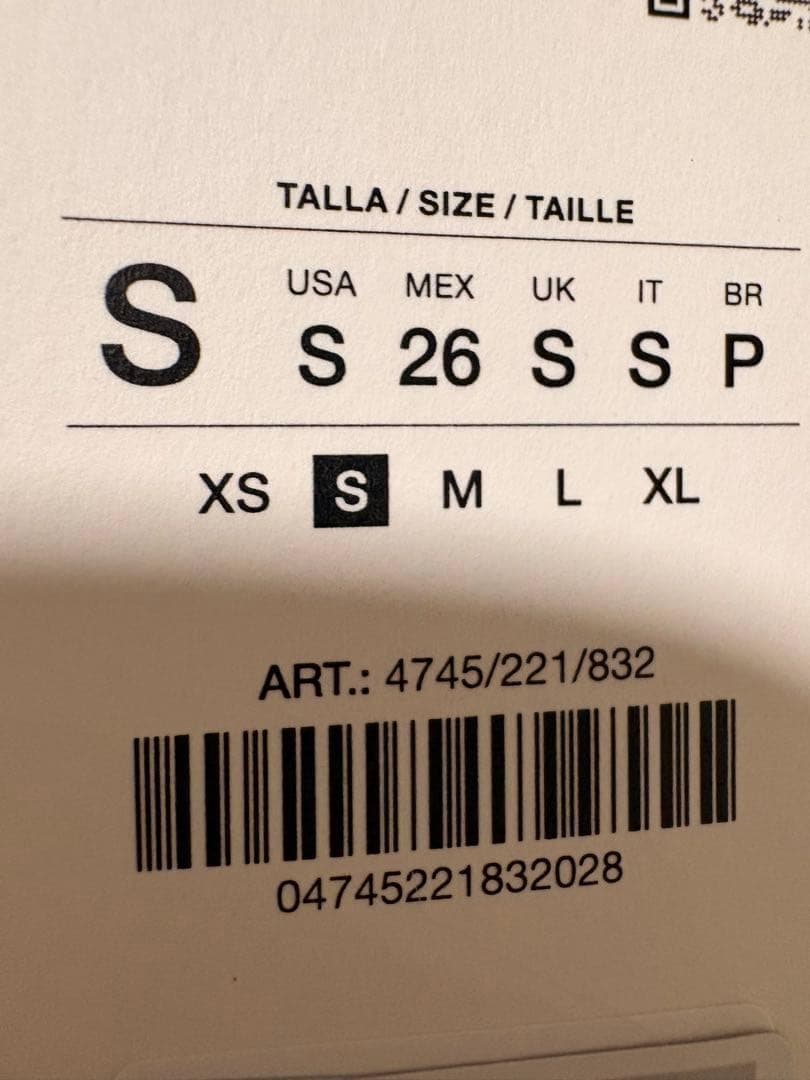 TALLA / SIZE / TAILLE
USA MEX UK IT BR
S S 26 S S P
XS S M L XL
ART.: 4745/221/832
04745221832028